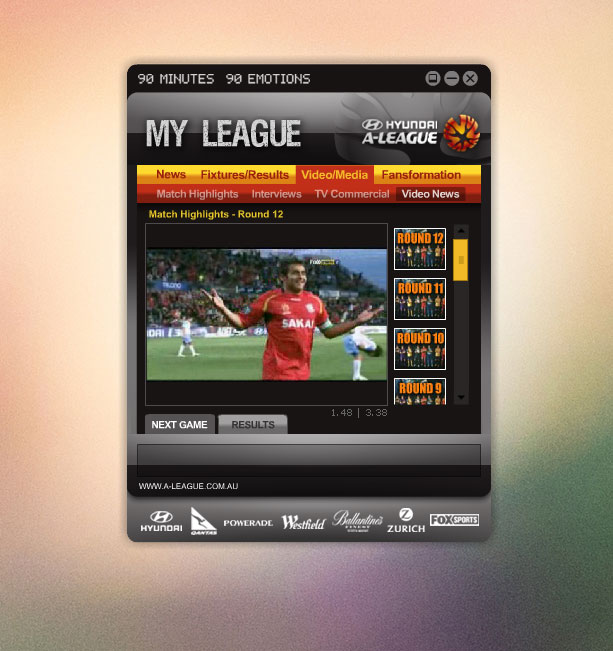 90 MINUTES 90 EMOTIONS
MY LEAGUE
HYUNDAI
A-LEAGUE
News Fixtures/Results Video/Media Fansformation
Match Highlights Interviews TV Commercial Video News
Match Highlights - Round 12
SAKAI
ROUND 12
ROUND 11
ROUND 10
ROUND 9
1.48 | 3.38
NEXT GAME RESULTS
WWW.A-LEAGUE.COM.AU
HYUNDAI QANTAS POWERADE Westfield Ballantine's FINEST ZURICH FOX SPORTS